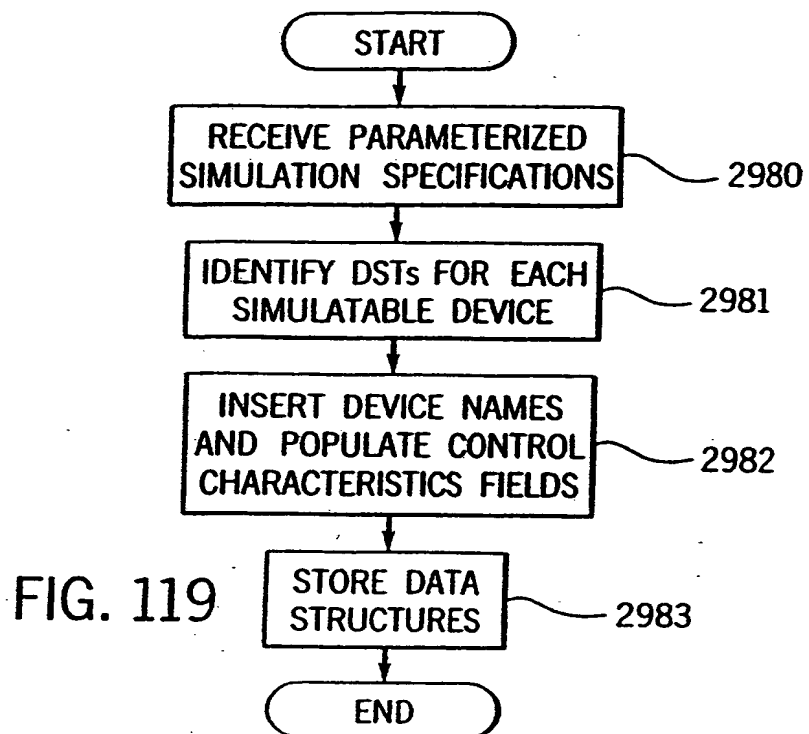 START
RECEIVE PARAMETERIZED
SIMULATION SPECIFICATIONS
2980
IDENTIFY DSTs FOR EACH
SIMULATABLE DEVICE
2981
INSERT DEVICE NAMES
AND POPULATE CONTROL
CHARACTERISTICS FIELDS
2982
STORE DATA
STRUCTURES
2983
FIG. 119
END